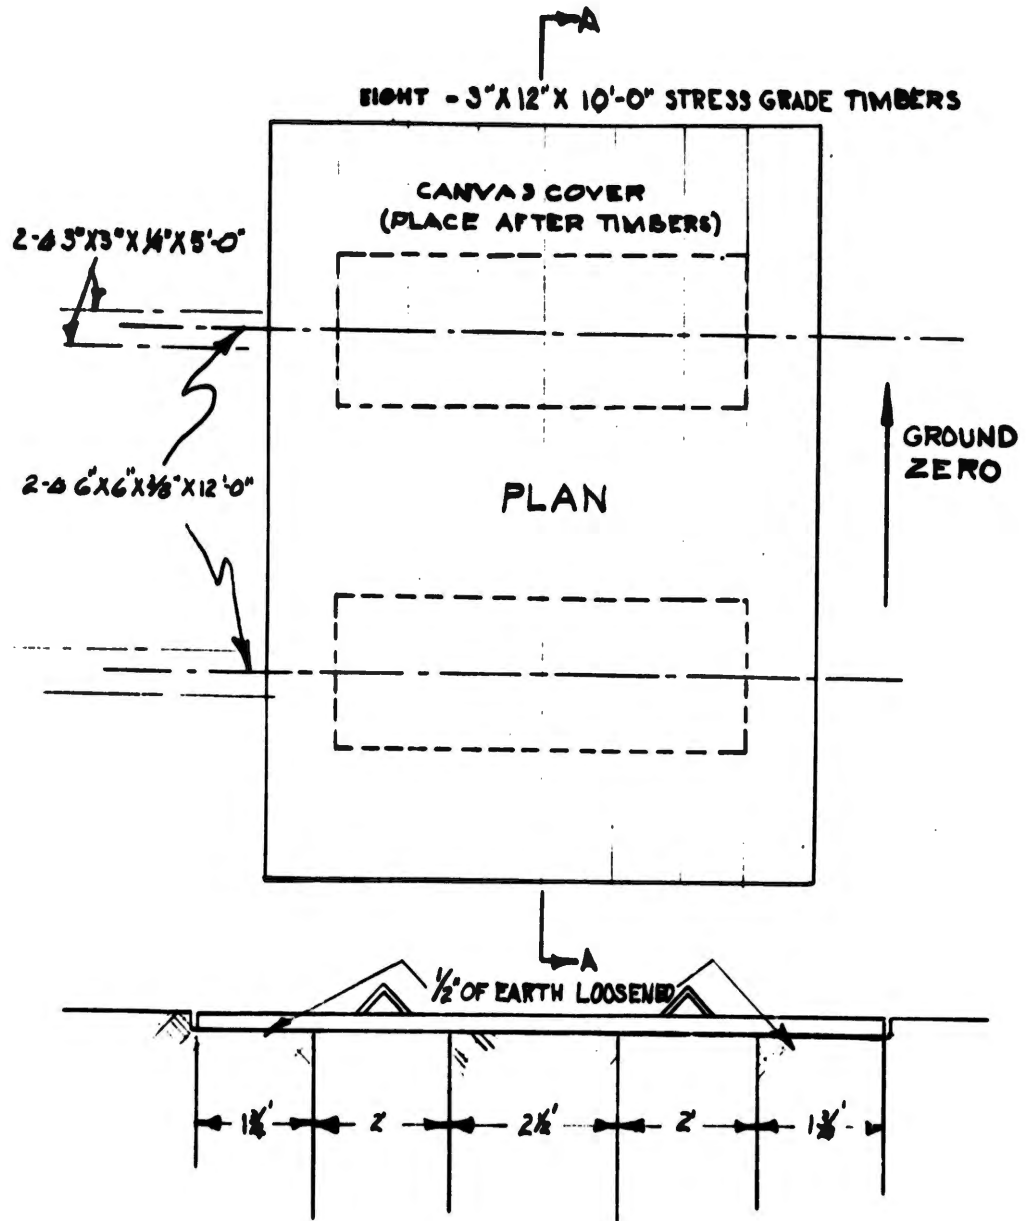 A
EIGHT - 3" X 12" X 10'-0" STRESS GRADE TIMBERS
CANVAS COVER
(PLACE AFTER TIMBERS)
2-∆ 3" X 3" X 1/4" X 5'-0"
GROUND
ZERO
2-∆ 6" X 6" X 3/8" X 12'-0"
PLAN
A
1/2" OF EARTH LOOSENED
1 3/4' 2' 2 1/2' 2' 1 3/4'